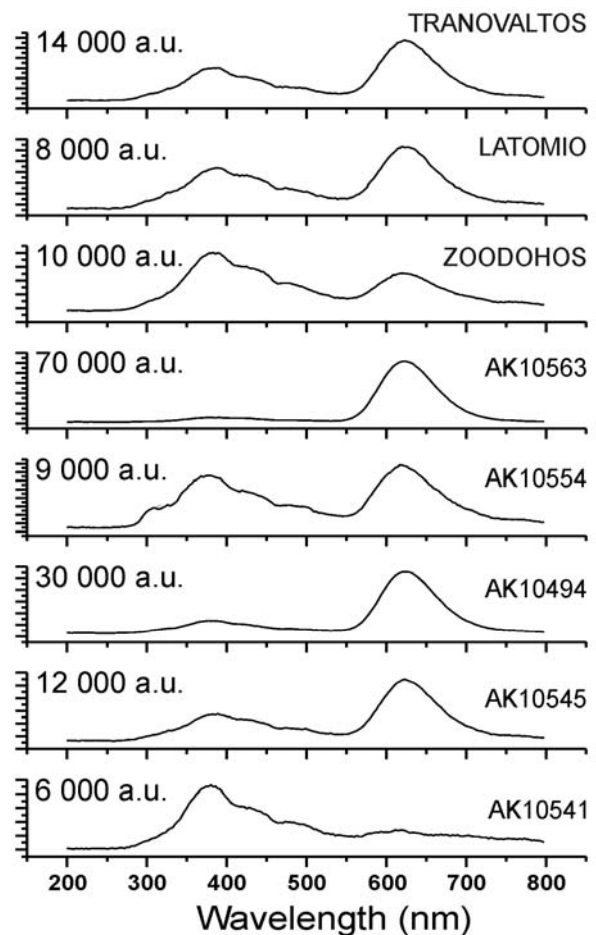 TRANOVALTOS
14 000 a.u.
8 000 a.u.
LATOMIO
10 000 a.u.
ZOODOHOS
70 000 a.u.
AK10563
9 000 a.u.
AK10554
30 000 a.u.
AK10494
12 000 a.u.
AK10545
6 000 a.u.
AK10541
200 300 400 500 600 700 800
Wavelength (nm)